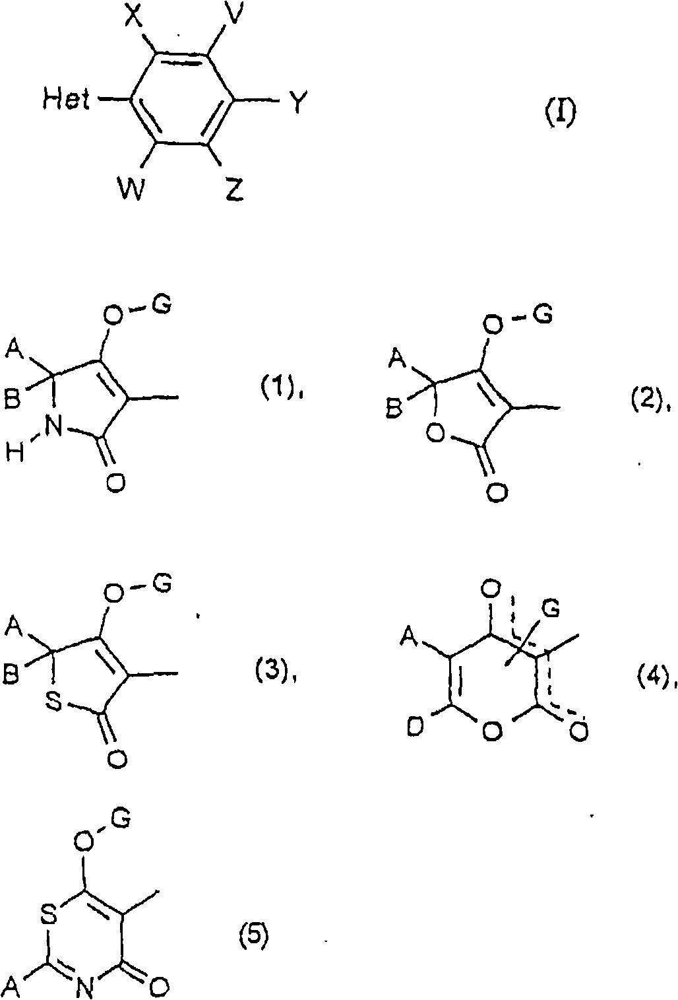 X V
Het Y (I)
W Z
O G O G
A A
B (1), B (2),
N O
H
O O
O G O G
A A
B (3), (4),
S D O O
O
G
O
S
(5)
A N O